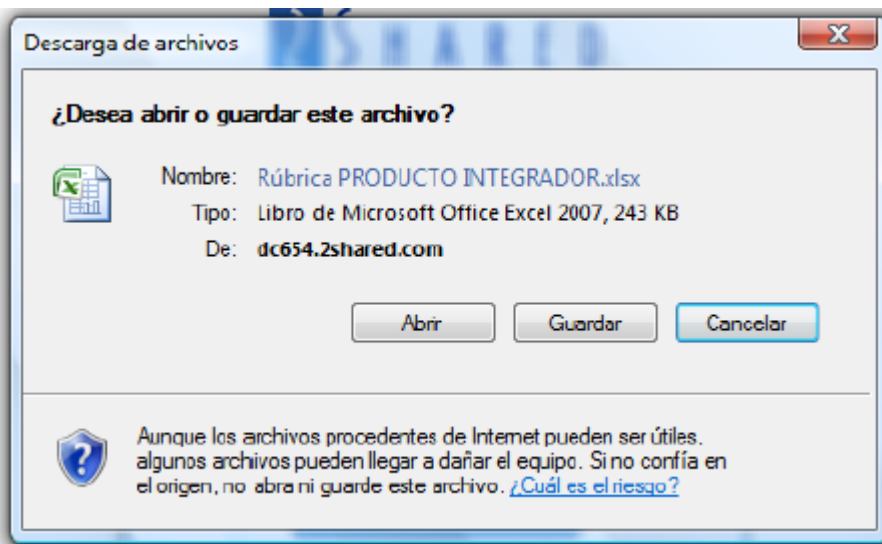 SHARED
Descarga de archivos
¿Desea abrir o guardar este archivo?
Nombre: Rúbrica PRODUCTO INTEGRADOR.xlsx
Tipo: Libro de Microsoft Office Excel 2007, 243 KB
De: dc654.2shared.com
Abrir Guardar Cancelar
Aunque los archivos procedentes de Internet pueden ser útiles,
algunos archivos pueden llegar a dañar el equipo. Si no confía en
el origen, no abra ni guarde este archivo. ¿Cuál es el riesgo?